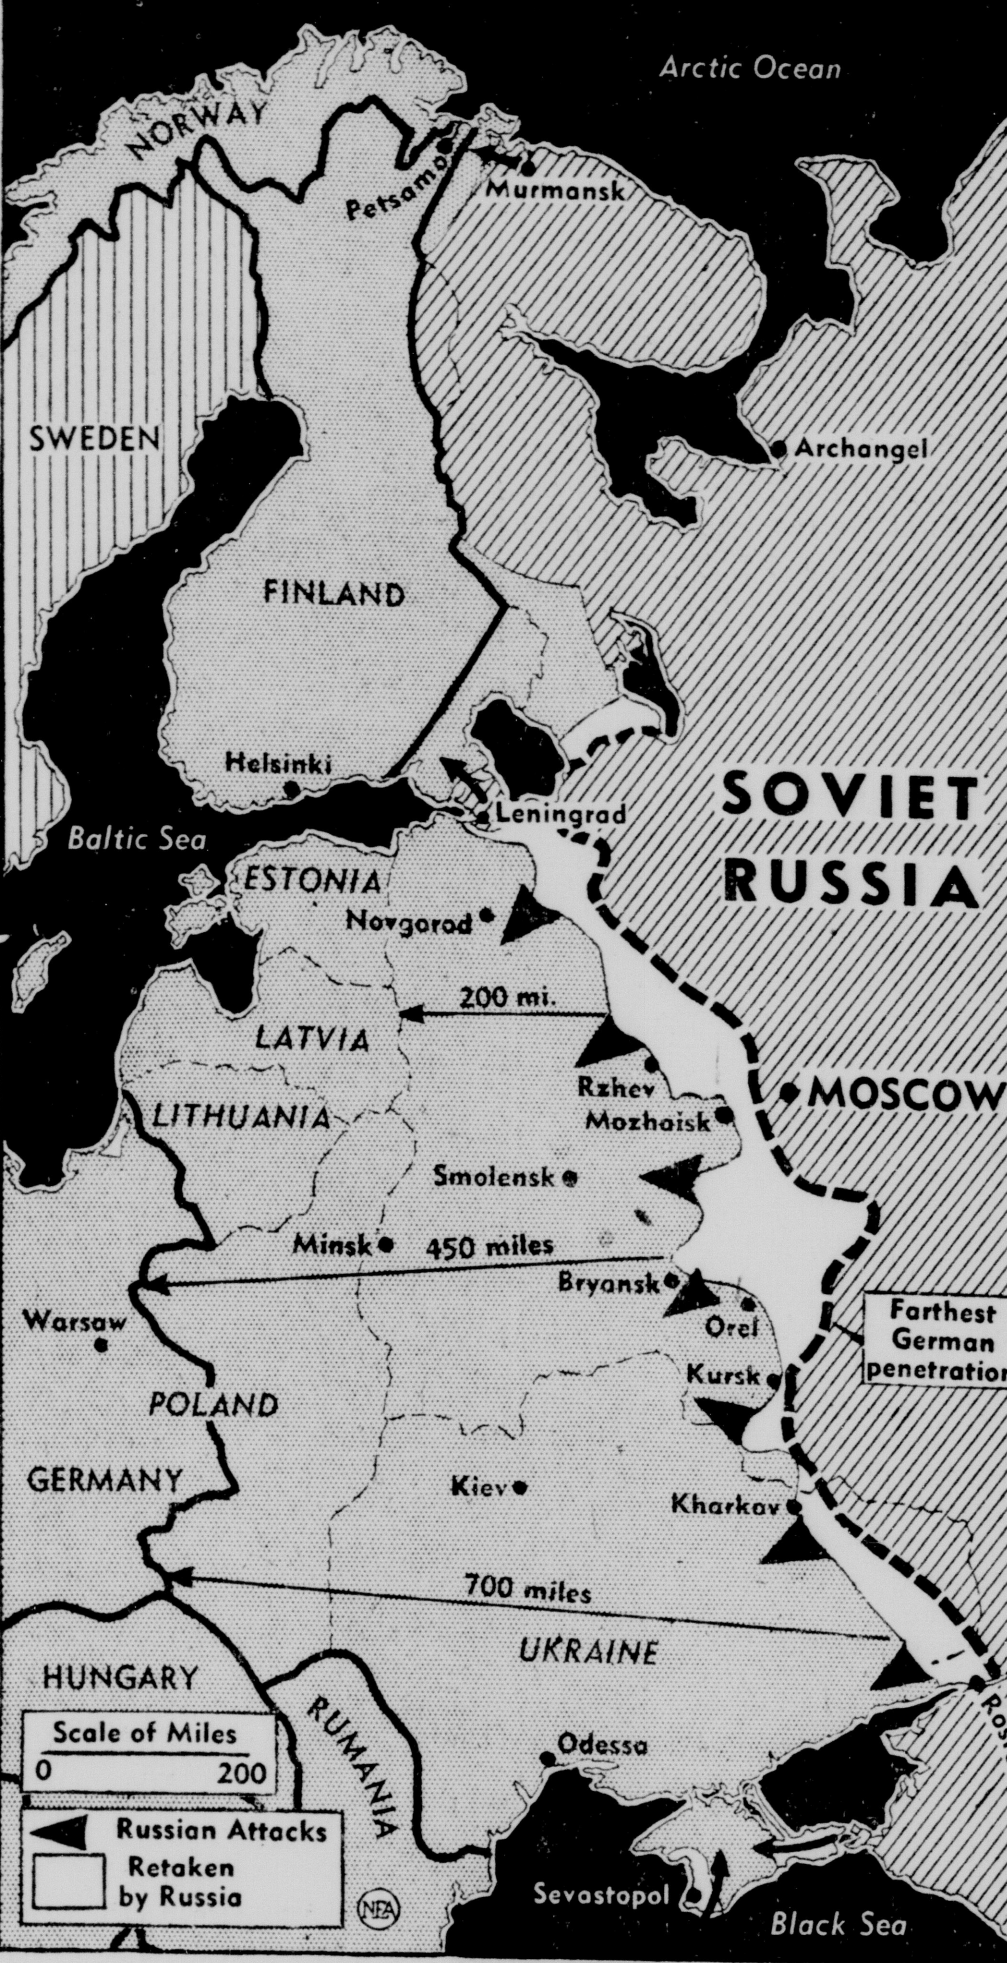 Arctic Ocean
NORWAY
Petsamo
Murmansk
SWEDEN
Archangel
FINLAND
Helsinki
Leningrad
SOVIET
RUSSIA
Baltic Sea
ESTONIA
Novgorod
200 mi.
LATVIA
Rzhev
MOSCOW
Mozhaisk
LITHUANIA
Smolensk
Minsk
450 miles
Bryansk
Orel
Farthest
German
penetration
Warsaw
Kursk
POLAND
GERMANY
Kiev
Kharkov
700 miles
UKRAINE
HUNGARY
RUMANIA
Scale of Miles
0 200
Odessa
Russian Attacks
Retaken
by Russia
NEA
Sevastopol
Black Sea